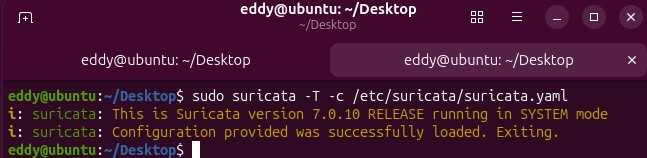 eddy@ubuntu: ~/Desktop
~/Desktop
eddy@ubuntu: ~/Desktop
eddy@ubuntu: ~/Desktop
eddy@ubuntu:~/Desktop$ sudo suricata -T -c /etc/suricata/suricata.yaml
i: suricata: This is Suricata version 7.0.10 RELEASE running in SYSTEM mode
i: suricata: Configuration provided was successfully loaded. Exiting.
eddy@ubuntu:~/Desktop$